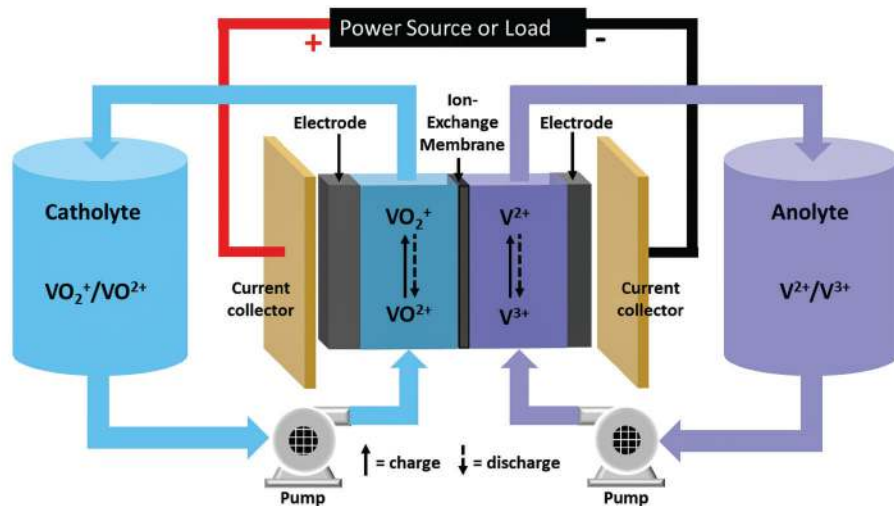 Power Source or Load
+
-
Electrode
Ion-
Exchange
Membrane
Electrode
Catholyte
VO₂⁺/VO²⁺
Current
collector
VO₂⁺
VO²⁺
V²⁺
V³⁺
Current
collector
Anolyte
V²⁺/V³⁺
= charge
= discharge
Pump
Pump